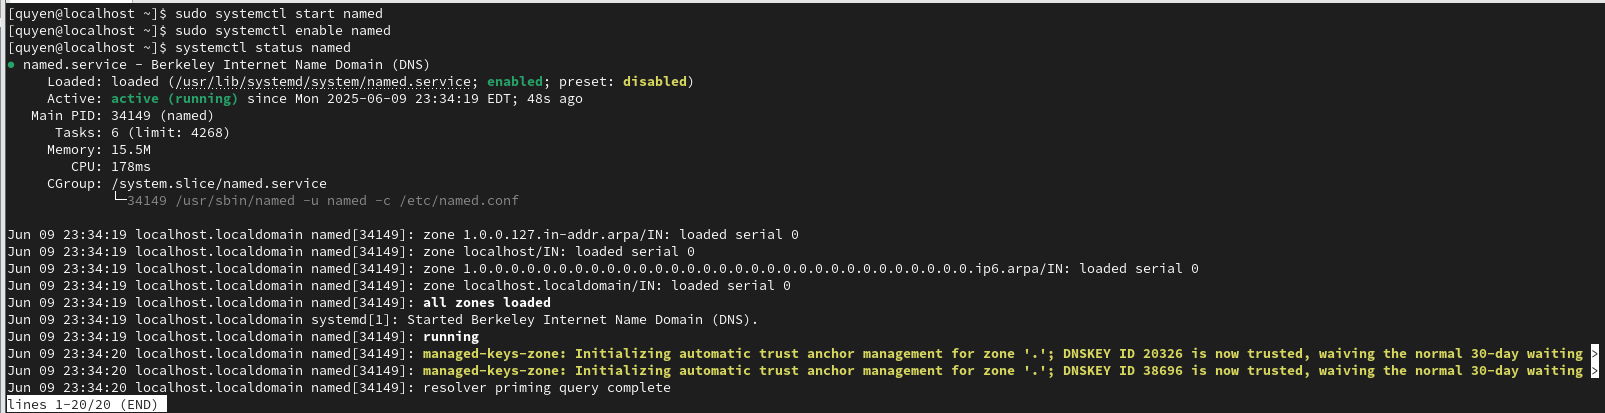 [quyen@localhost ~]$ sudo systemctl start named
[quyen@localhost ~]$ sudo systemctl enable named
[quyen@localhost ~]$ systemctl status named
● named.service - Berkeley Internet Name Domain (DNS)
     Loaded: loaded (/usr/lib/systemd/system/named.service; enabled; preset: disabled)
     Active: active (running) since Mon 2025-06-09 23:34:19 EDT; 48s ago
   Main PID: 34149 (named)
      Tasks: 6 (limit: 4268)
     Memory: 15.5M
        CPU: 178ms
     CGroup: /system.slice/named.service
             └─34149 /usr/sbin/named -u named -c /etc/named.conf

Jun 09 23:34:19 localhost.localdomain named[34149]: zone 1.0.0.127.in-addr.arpa/IN: loaded serial 0
Jun 09 23:34:19 localhost.localdomain named[34149]: zone localhost/IN: loaded serial 0
Jun 09 23:34:19 localhost.localdomain named[34149]: zone 1.0.0.0.0.0.0.0.0.0.0.0.0.0.0.0.0.0.0.0.0.0.0.0.0.0.0.0.0.0.0.0.ip6.arpa/IN: loaded serial 0
Jun 09 23:34:19 localhost.localdomain named[34149]: zone localhost.localdomain/IN: loaded serial 0
Jun 09 23:34:19 localhost.localdomain named[34149]: all zones loaded
Jun 09 23:34:19 localhost.localdomain systemd[1]: Started Berkeley Internet Name Domain (DNS).
Jun 09 23:34:19 localhost.localdomain named[34149]: running
Jun 09 23:34:20 localhost.localdomain named[34149]: managed-keys-zone: Initializing automatic trust anchor management for zone '.'; DNSKEY ID 20326 is now trusted, waiving the normal 30-day waiting >
Jun 09 23:34:20 localhost.localdomain named[34149]: managed-keys-zone: Initializing automatic trust anchor management for zone '.'; DNSKEY ID 38696 is now trusted, waiving the normal 30-day waiting >
Jun 09 23:34:20 localhost.localdomain named[34149]: resolver priming query complete
lines 1-20/20 (END)